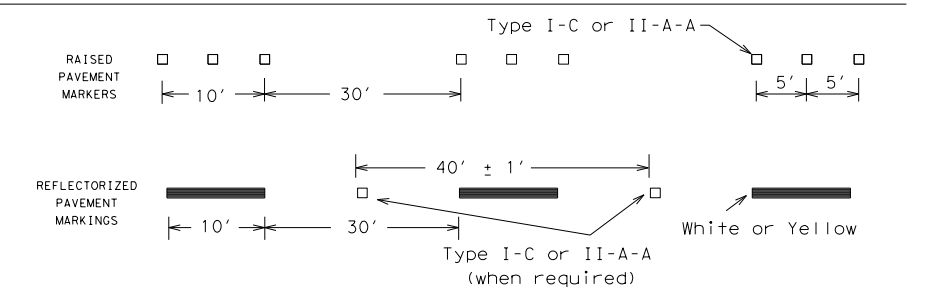 Type I-C or II-A-A
RAISED
PAVEMENT
MARKERS
10'
30'
5'
5'
40' ± 1'
REFLECTORIZED
PAVEMENT
MARKINGS
10'
30'
Type I-C or II-A-A
(when required)
White or Yellow